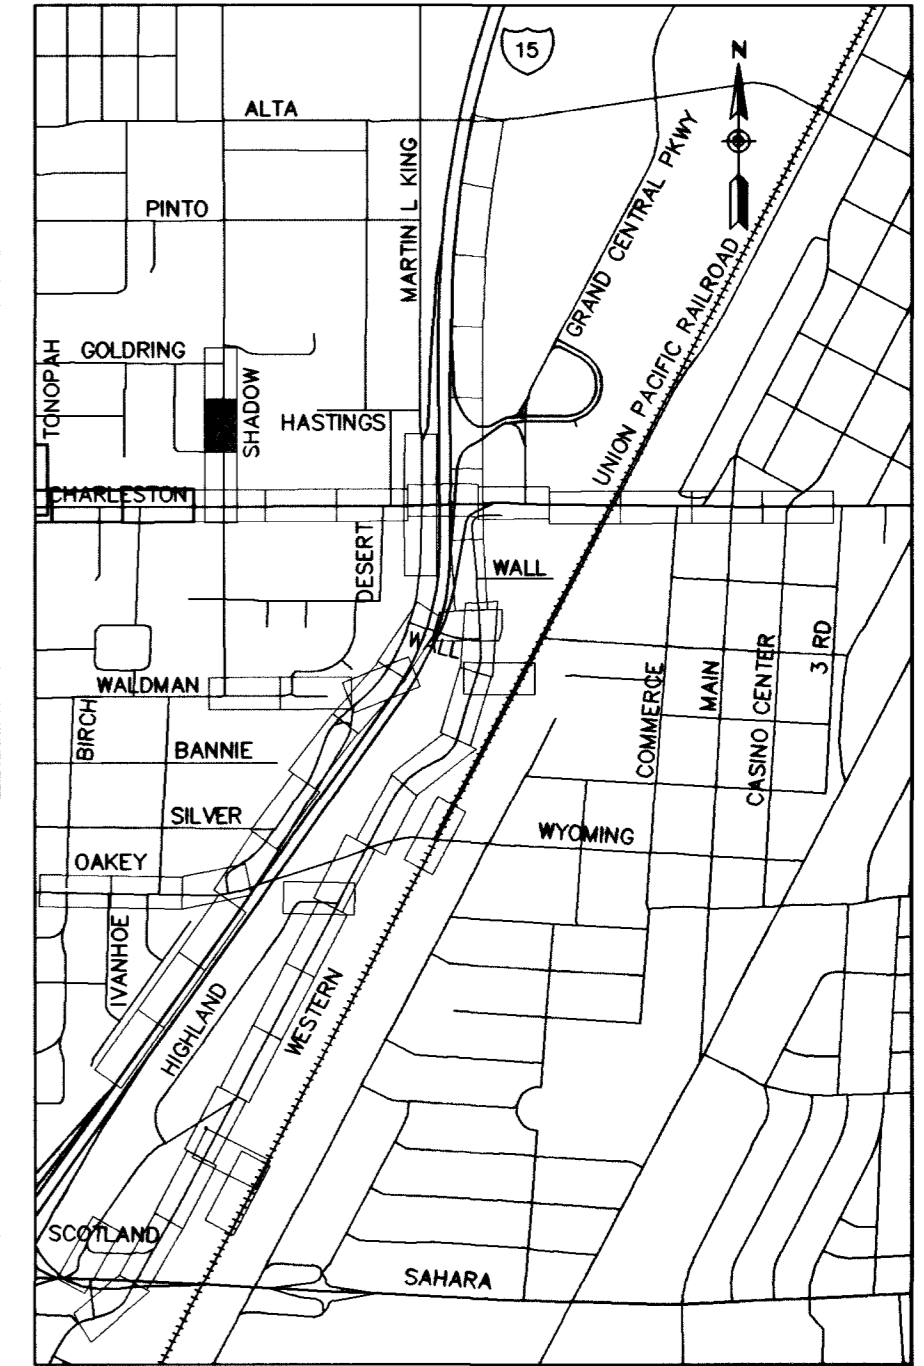 15
N
ALTA
MARTIN L KING
GRAND CENTRAL PKWY
PINTO
UNION PACIFIC RAILROAD
GOLDRING
TONOPAH
SHADOW
HASTINGS
CHARLESTON
DESERT
WALL
WALL
3 RD
CASINO CENTER
MAIN
COMMERCE
WALDMAN
BIRCH
BANNIE
SILVER
WYOMING
OAKEY
IVANHOE
HIGHLAND
WESTERN
SCOTLAND
SAHARA